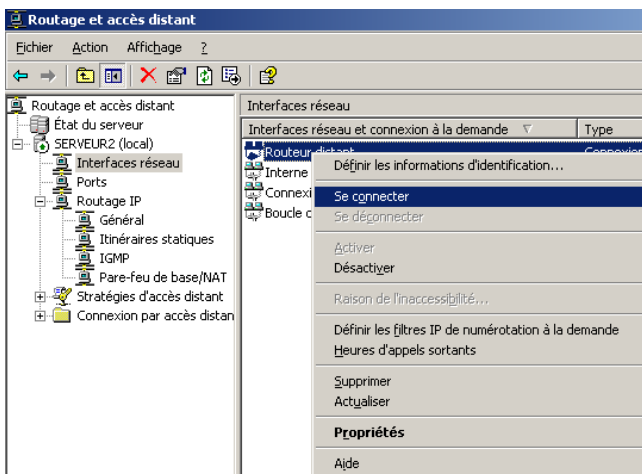 Routage et accès distant
Fichier Action Affichage ?
Routage et accès distant
État du serveur
SERVEUR2 (local)
Interfaces réseau
Ports
Routage IP
Général
Itinéraires statiques
IGMP
Pare-feu de base/NAT
Stratégies d'accès distant
Connexion par accès distan
Interfaces réseau
Interfaces réseau et connexion à la demande Type
Routeur distant Connexion
Interne
Connexi
Boucle c
Définir les informations d'identification...
Se connecter
Se déconnecter
Activer
Désactiver
Raison de l'inaccessibilité...
Définir les filtres IP de numérotation à la demande
Heures d'appels sortants
Supprimer
Actualiser
Propriétés
Aide